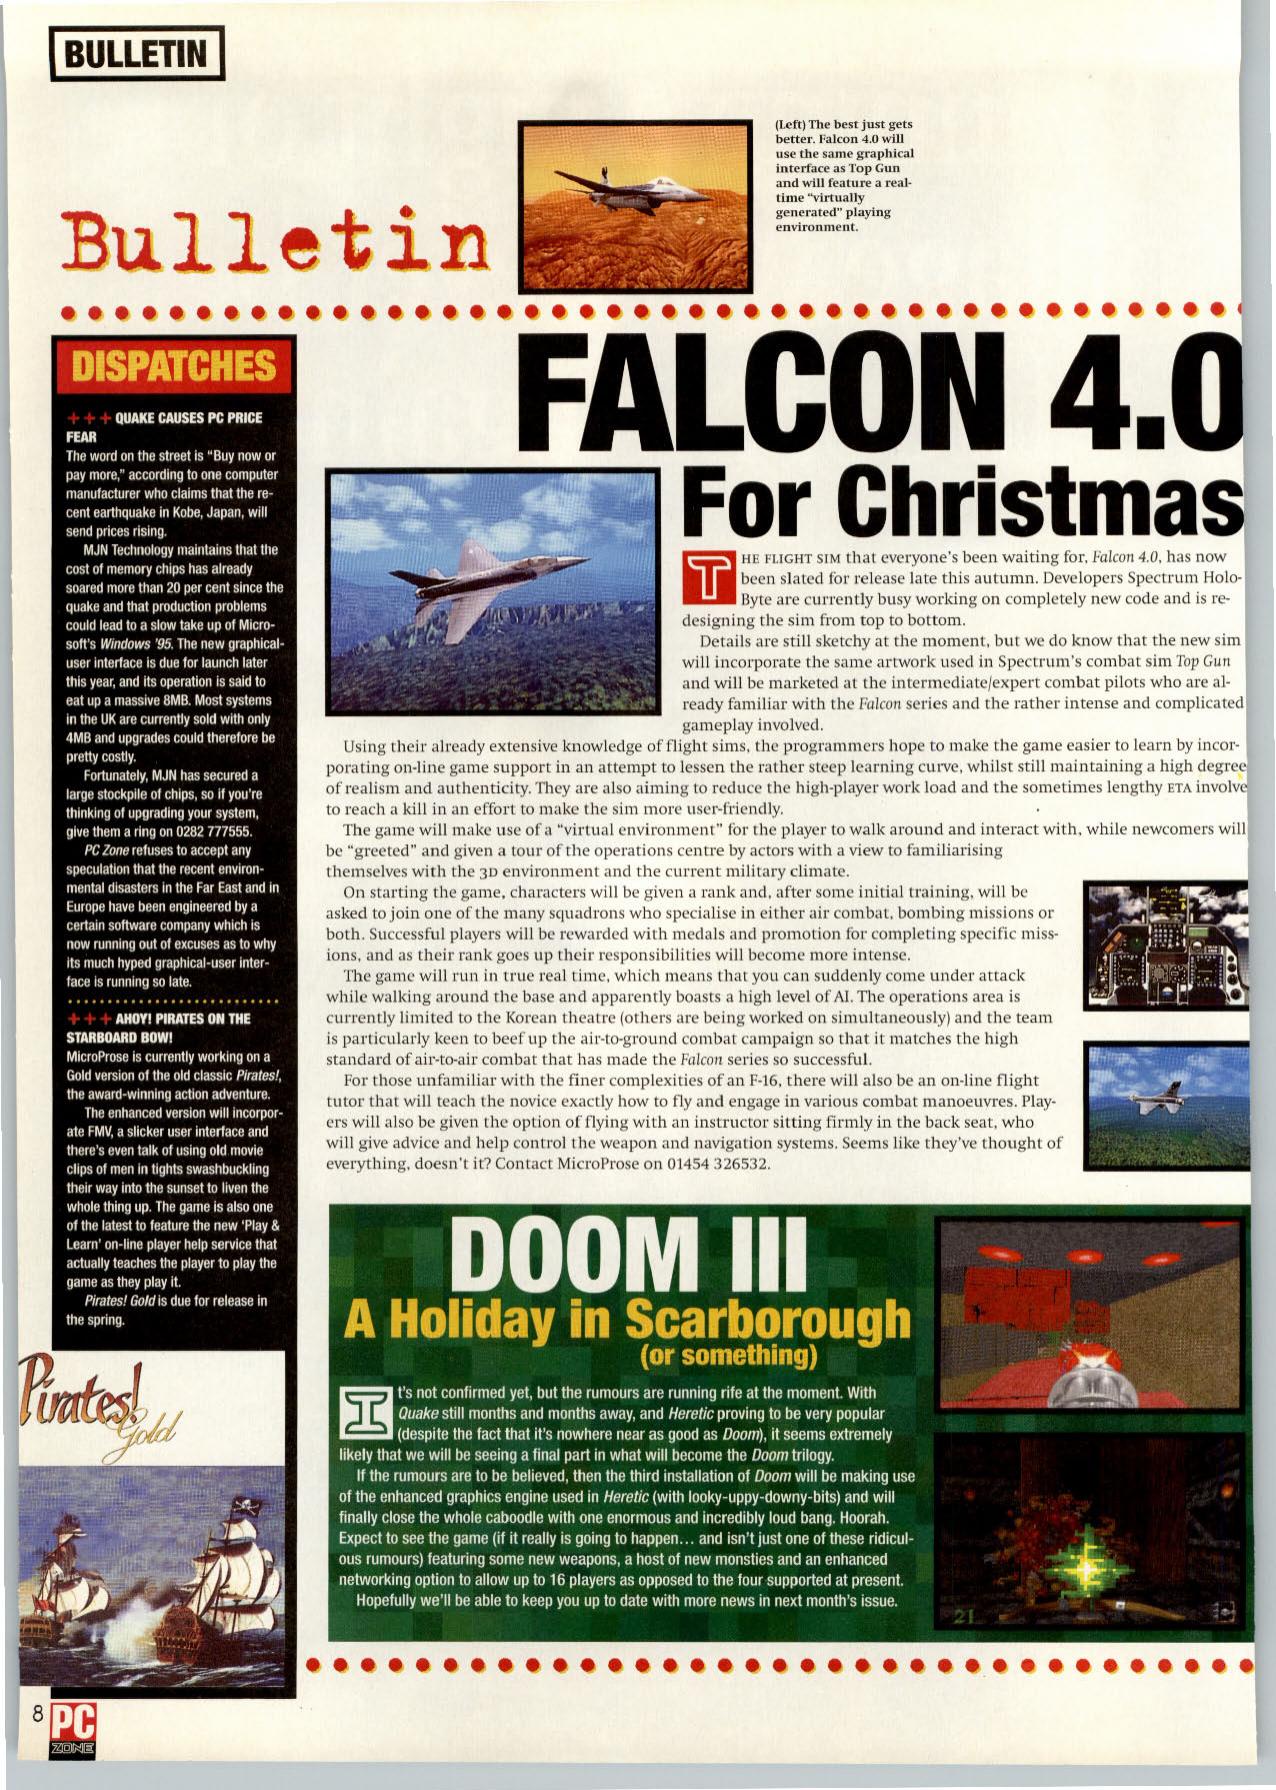 BULLETIN
(Left) The best just gets
better. Falcon 4.0 will
use the same graphical
interface as Top Gun
and will feature a real-
time "virtually
generated" playing
environment.
Bulletin
DISPATCHES
+ + + QUAKE CAUSES PC PRICE
FEAR
The word on the street is "Buy now or
pay more," according to one computer
manufacturer who claims that the re-
cent earthquake in Kobe, Japan, will
send prices rising.
MJN Technology maintains that the
cost of memory chips has already
soared more than 20 per cent since the
quake and that production problems
could lead to a slow take up of Micro-
soft's Windows '95. The new graphical-
user interface is due for launch later
this year, and its operation is said to
eat up a massive 8MB. Most systems
in the UK are currently sold with only
4MB and upgrades could therefore be
pretty costly.
Fortunately, MJN has secured a
large stockpile of chips, so if you're
thinking of upgrading your system,
give them a ring on 0282 777555.
PC Zone refuses to accept any
speculation that the recent environ-
mental disasters in the Far East and in
Europe have been engineered by a
certain software company which is
now running out of excuses as to why
its much hyped graphical-user inter-
face is running so late.
+ + + AHOY! PIRATES ON THE
STARBOARD BOW!
MicroProse is currently working on a
Gold version of the old classic Pirates!,
the award-winning action adventure.
The enhanced version will incorpor-
ate FMV, a slicker user interface and
there's even talk of using old movie
clips of men in tights swashbuckling
their way into the sunset to liven the
whole thing up. The game is also one
of the latest to feature the new 'Play &
Learn' on-line player help service that
actually teaches the player to play the
game as they play it.
Pirates! Gold is due for release in
the spring.
Pirates!
Gold
FALCON 4.0
For Christmas
THE FLIGHT SIM that everyone's been waiting for, Falcon 4.0, has now
been slated for release late this autumn. Developers Spectrum Holo-
Byte are currently busy working on completely new code and is re-
designing the sim from top to bottom.
Details are still sketchy at the moment, but we do know that the new sim
will incorporate the same artwork used in Spectrum's combat sim Top Gun
and will be marketed at the intermediate/expert combat pilots who are al-
ready familiar with the Falcon series and the rather intense and complicated
gameplay involved.
Using their already extensive knowledge of flight sims, the programmers hope to make the game easier to learn by incor-
porating on-line game support in an attempt to lessen the rather steep learning curve, whilst still maintaining a high degree
of realism and authenticity. They are also aiming to reduce the high-player work load and the sometimes lengthy ETA involve
to reach a kill in an effort to make the sim more user-friendly.
The game will make use of a "virtual environment" for the player to walk around and interact with, while newcomers will
be "greeted" and given a tour of the operations centre by actors with a view to familiarising
themselves with the 3D environment and the current military climate.
On starting the game, characters will be given a rank and, after some initial training, will be
asked to join one of the many squadrons who specialise in either air combat, bombing missions or
both. Successful players will be rewarded with medals and promotion for completing specific miss-
ions, and as their rank goes up their responsibilities will become more intense.
The game will run in true real time, which means that you can suddenly come under attack
while walking around the base and apparently boasts a high level of AI. The operations area is
currently limited to the Korean theatre (others are being worked on simultaneously) and the team
is particularly keen to beef up the air-to-ground combat campaign so that it matches the high
standard of air-to-air combat that has made the Falcon series so successful.
For those unfamiliar with the finer complexities of an F-16, there will also be an on-line flight
tutor that will teach the novice exactly how to fly and engage in various combat manoeuvres. Play-
ers will also be given the option of flying with an instructor sitting firmly in the back seat, who
will give advice and help control the weapon and navigation systems. Seems like they've thought of
everything, doesn't it? Contact MicroProse on 01454 326532.
DOOM III
A Holiday in Scarborough
(or something)
It's not confirmed yet, but the rumours are running rife at the moment. With
Quake still months and months away, and Heretic proving to be very popular
(despite the fact that it's nowhere near as good as Doom), it seems extremely
likely that we will be seeing a final part in what will become the Doom trilogy.
If the rumours are to be believed, then the third installation of Doom will be making use
of the enhanced graphics engine used in Heretic (with looky-uppy-downy-bits) and will
finally close the whole caboodle with one enormous and incredibly loud bang. Hoorah.
Expect to see the game (if it really is going to happen... and isn't just one of these ridicul-
ous rumours) featuring some new weapons, a host of new monsties and an enhanced
networking option to allow up to 16 players as opposed to the four supported at present.
Hopefully we'll be able to keep you up to date with more news in next month's issue.
21
8
PC
ZONE